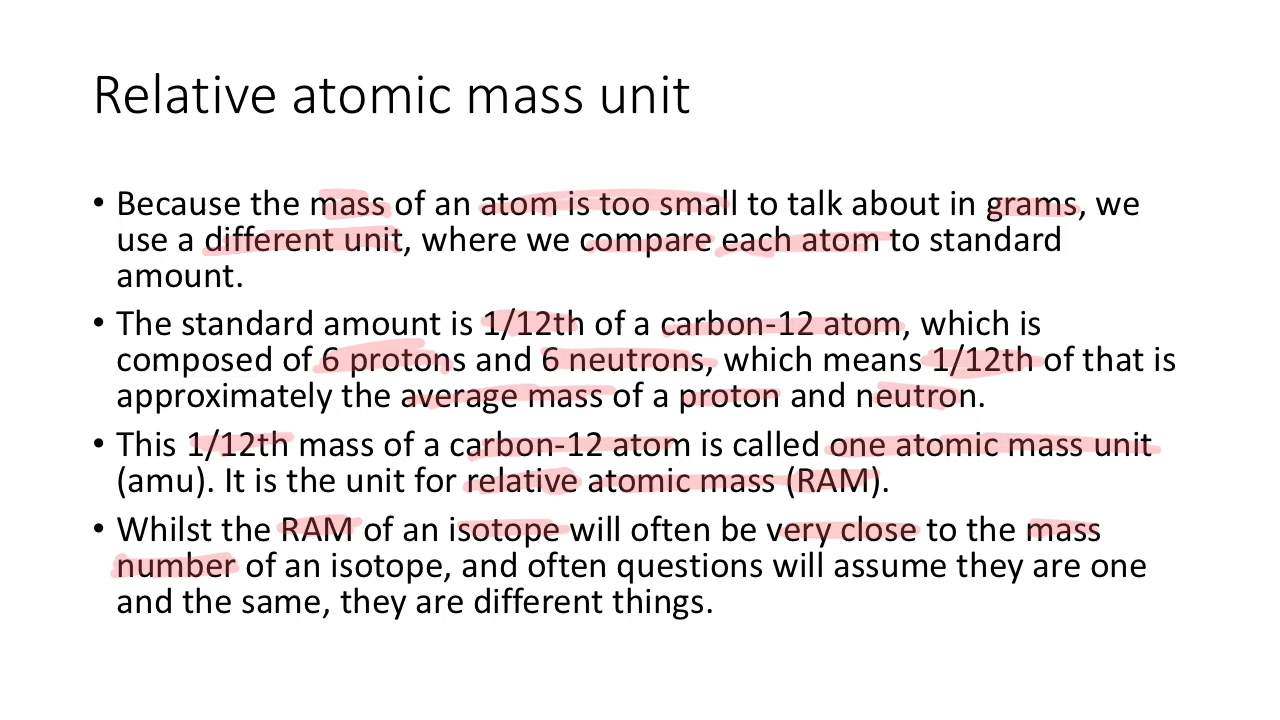 Relative atomic mass unit
• Because the mass of an atom is too small to talk about in grams, we
use a different unit, where we compare each atom to standard
amount.
• The standard amount is 1/12th of a carbon-12 atom, which is
composed of 6 protons and 6 neutrons, which means 1/12th of that is
approximately the average mass of a proton and neutron.
• This 1/12th mass of a carbon-12 atom is called one atomic mass unit
(amu). It is the unit for relative atomic mass (RAM).
• Whilst the RAM of an isotope will often be very close to the mass
number of an isotope, and often questions will assume they are one
and the same, they are different things.